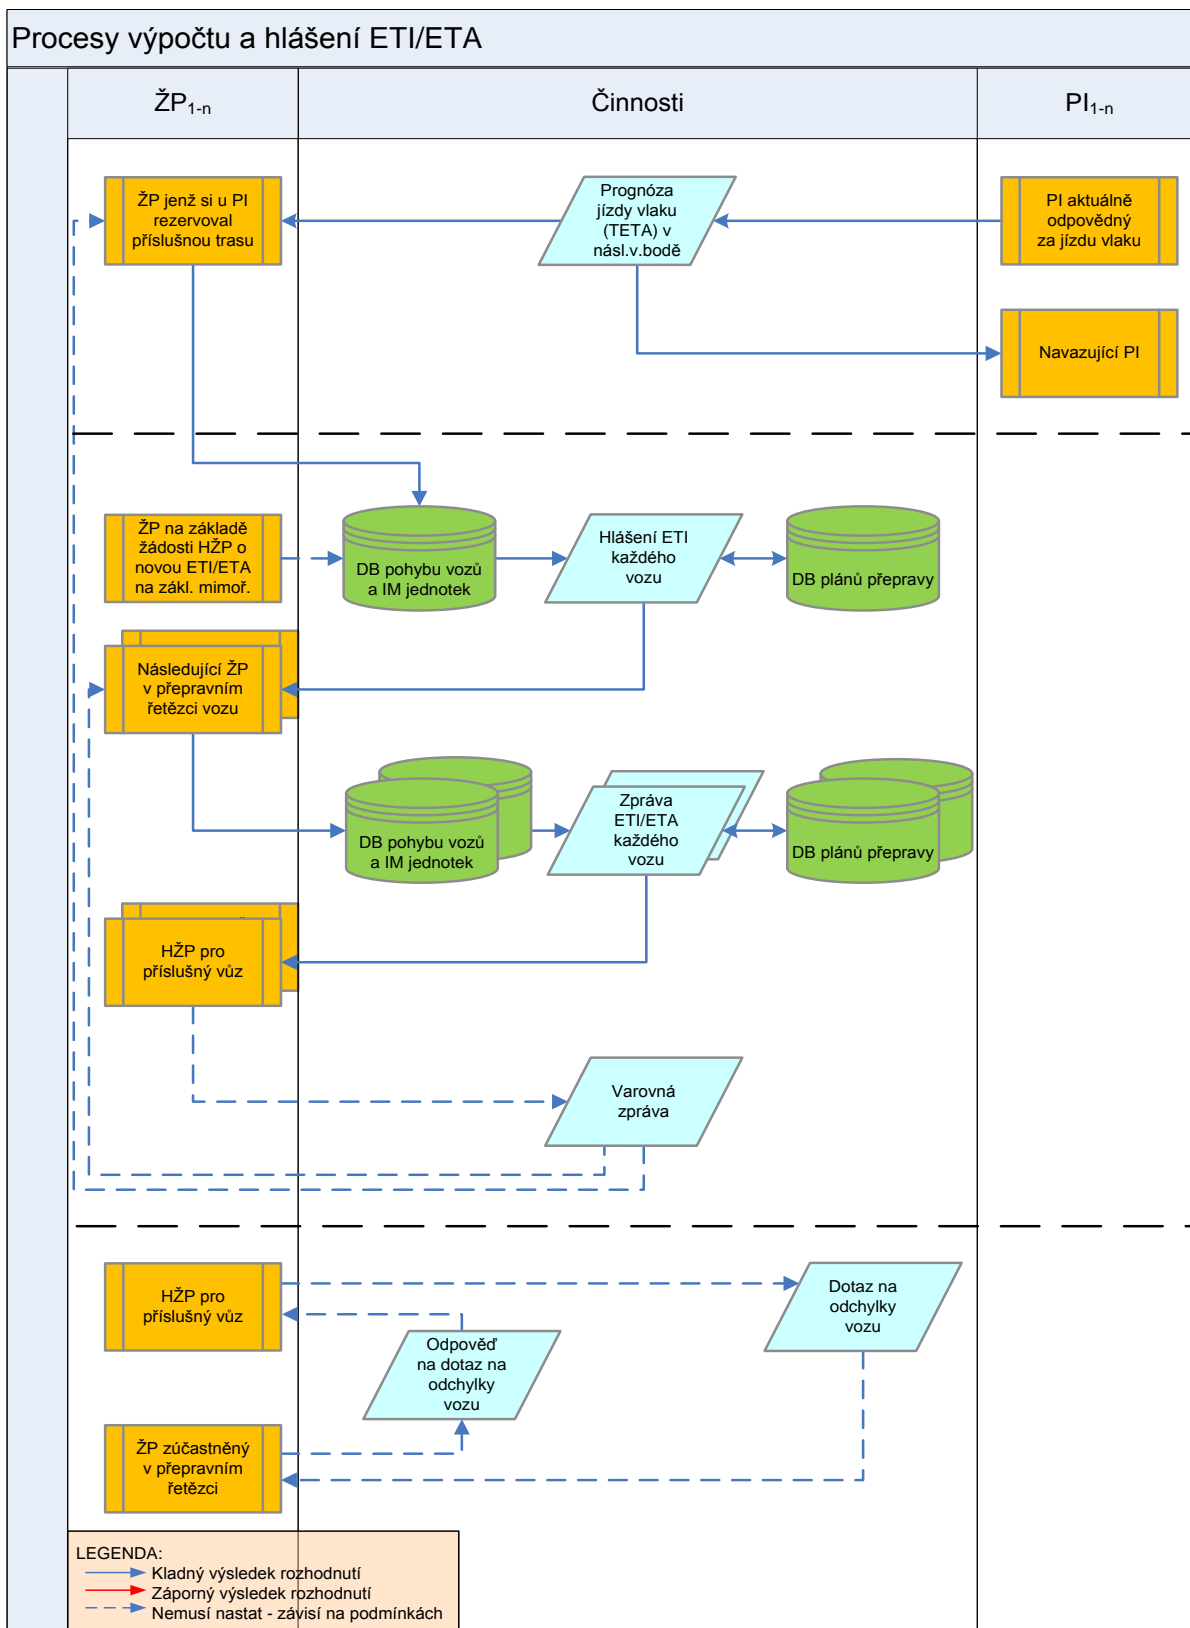 Procesy výpočtu a hlášení ETI/ETA
ŽP1-n
Činnosti
PI1-n
ŽP jenž si u PI
rezervoval
příslušnou trasu
Prognóza
jízdy vlaku
(TETA) v
násl.v.bodě
PI aktuálně
odpovědný
za jízdu vlaku
Navazující PI
ŽP na základě
žádosti HŽP o
novou ETI/ETA
na zákl. mimoř.
DB pohybu vozů
a IM jednotek
Hlášení ETI
každého
vozu
DB plánů přepravy
Následující ŽP
v přepravním
řetězci vozu
DB pohybu vozů
a IM jednotek
Zpráva
ETI/ETA
každého
vozu
DB plánů přepravy
HŽP pro
příslušný vůz
Varovná
zpráva
HŽP pro
příslušný vůz
Dotaz na
odchylky
vozu
Odpověď
na dotaz na
odchylky
vozu
ŽP zúčastněný
v přepravním
řetězci
LEGENDA:
Kladný výsledek rozhodnutí
Záporný výsledek rozhodnutí
Nemusí nastat - závisí na podmínkách